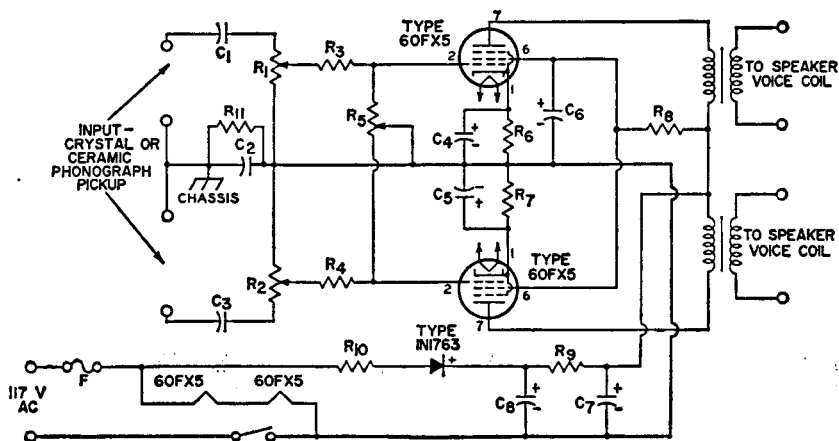 TYPE
60FX5
7
C1
R1
R3
2
6
1
TO SPEAKER
VOICE COIL
INPUT-
CRYSTAL OR
CERAMIC
PHONOGRAPH
PICKUP
R11
C2
CHASSIS
R5
C4
+
-
R6
+
-
C6
R8
C5
-
+
R7
1
TYPE
60FX5
R2
R4
2
6
7
C3
TO SPEAKER
VOICE COIL
117 V
AC
F
60FX5
60FX5
R10
TYPE
IN1763
+
R9
C8
+
-
C7
+
-